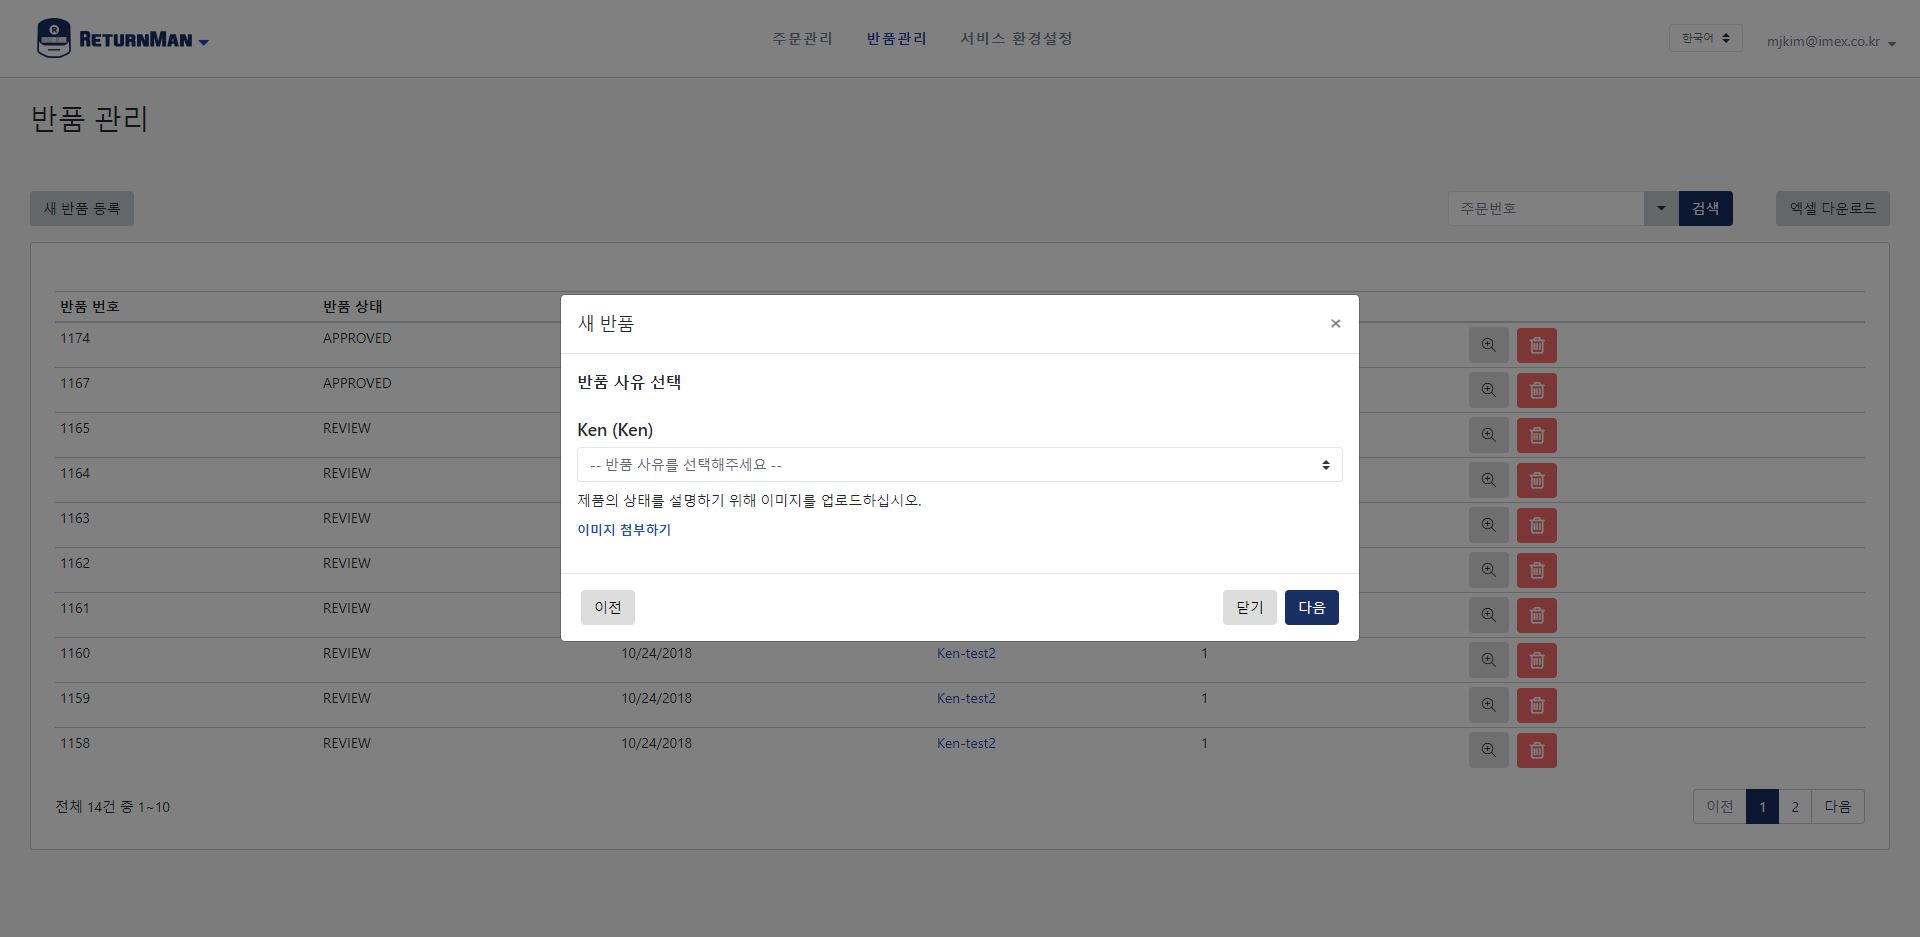 RETURNMAN
주문관리 반품관리 서비스 환경설정
한국어
mjkim@imex.co.kr
반품 관리
새 반품 등록
주문번호
검색
엑셀 다운로드
반품 번호 반품 상태
1174 APPROVED
1167 APPROVED
1165 REVIEW
1164 REVIEW
1163 REVIEW
1162 REVIEW
1161 REVIEW
1160 REVIEW 10/24/2018 Ken-test2 1
1159 REVIEW 10/24/2018 Ken-test2 1
1158 REVIEW 10/24/2018 Ken-test2 1
전체 14건 중 1~10
이전 1 2 다음
새 반품
×
반품 사유 선택
Ken (Ken)
-- 반품 사유를 선택해주세요 --
제품의 상태를 설명하기 위해 이미지를 업로드하십시오.
이미지 첨부하기
이전 닫기 다음